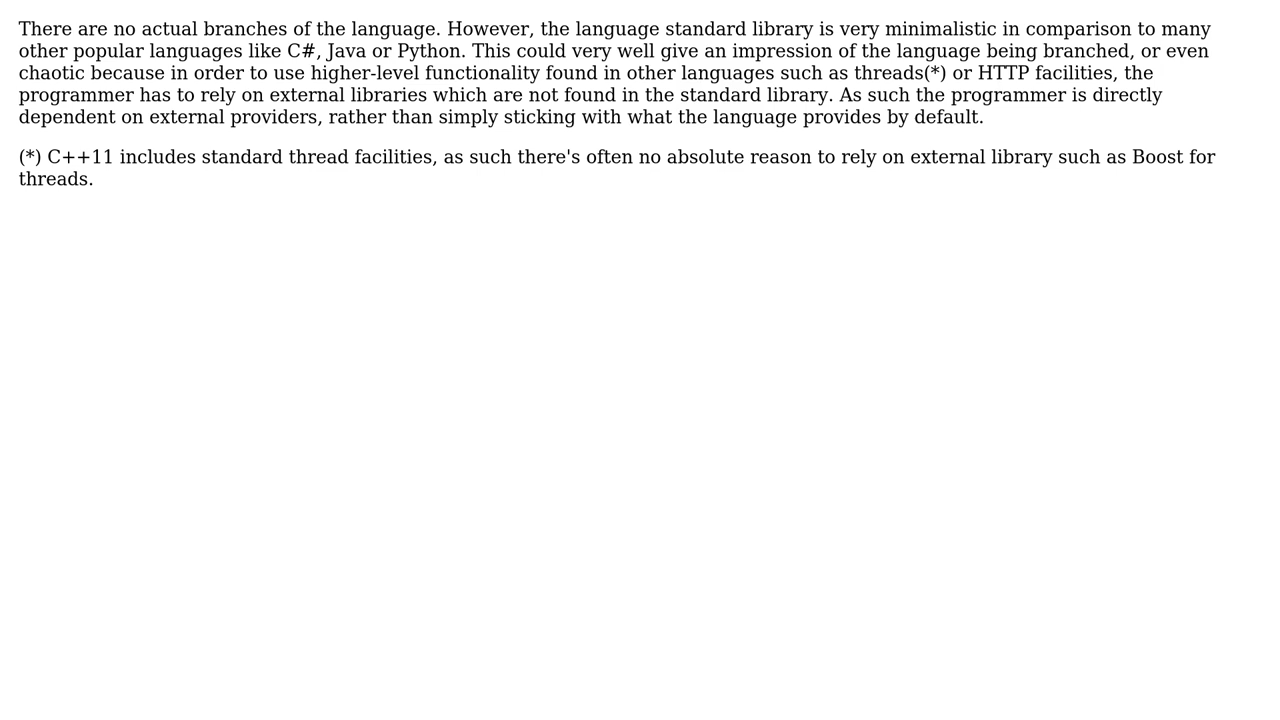 There are no actual branches of the language. However, the language standard library is very minimalistic in comparison to many
other popular languages like C#, Java or Python. This could very well give an impression of the language being branched, or even
chaotic because in order to use higher-level functionality found in other languages such as threads(*) or HTTP facilities, the
programmer has to rely on external libraries which are not found in the standard library. As such the programmer is directly
dependent on external providers, rather than simply sticking with what the language provides by default.
(*) C++11 includes standard thread facilities, as such there's often no absolute reason to rely on external library such as Boost for
threads.